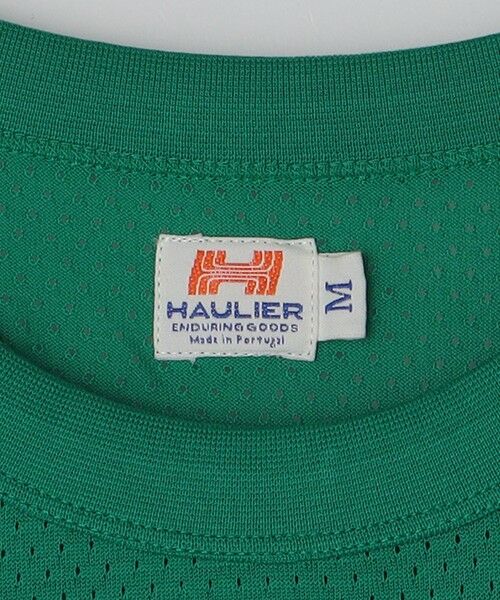 HAULIER
ENDURING GOODS
Made in Portugal
M